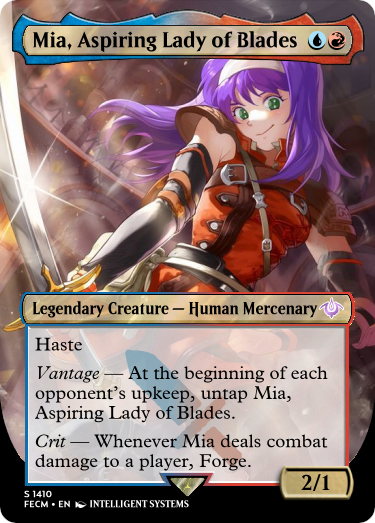 Mia, Aspiring Lady of Blades
Legendary Creature — Human Mercenary
Haste
Vantage — At the beginning of each
opponent's upkeep, untap Mia,
Aspiring Lady of Blades.
Crit — Whenever Mia deals combat
damage to a player, Forge.
2/1
S 1410
FECM • EN INTELLIGENT SYSTEMS